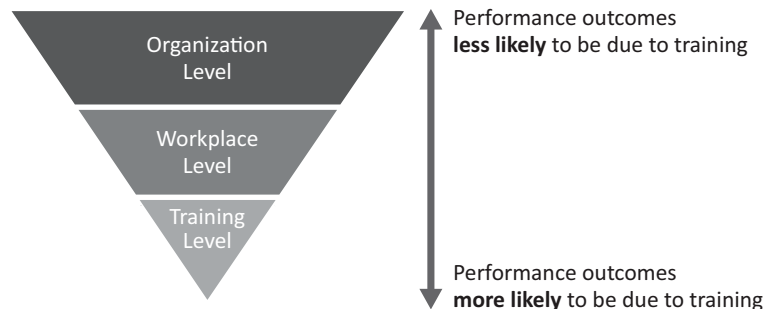 Organization
Level
Workplace
Level
Training
Level
Performance outcomes
less likely to be due to training
Performance outcomes
more likely to be due to training